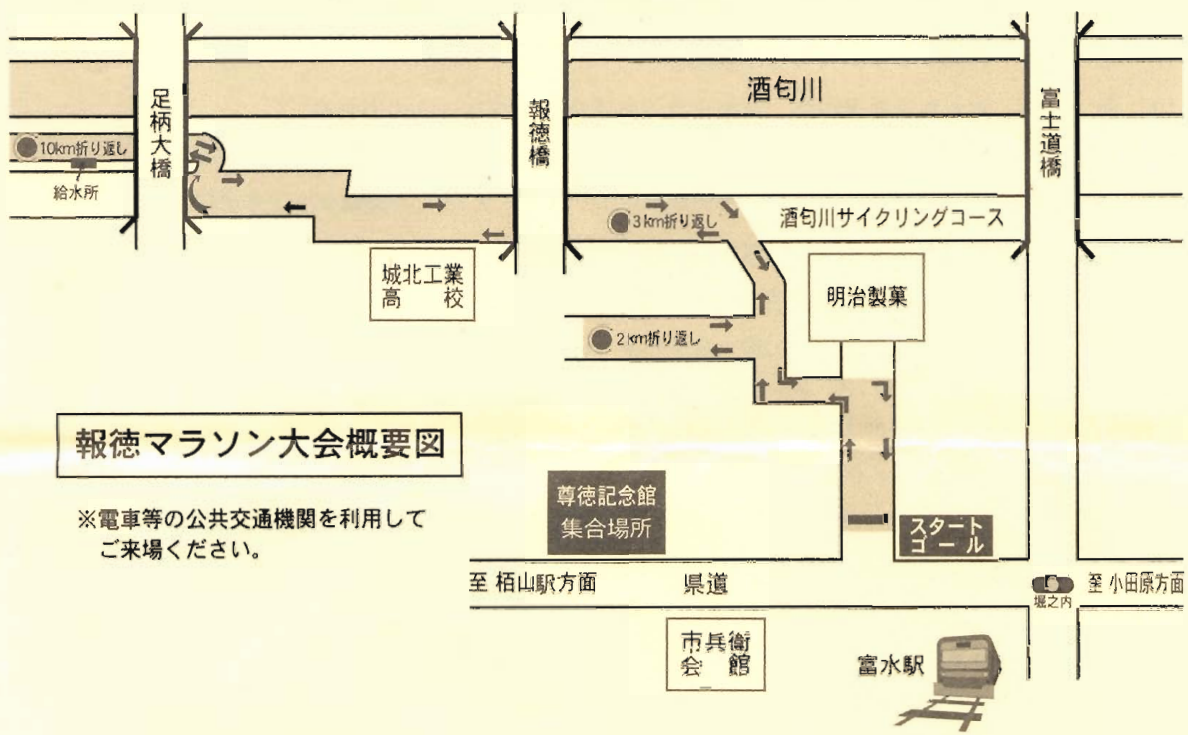 酒匂川
足柄大橋
報徳橋
富士道橋
10km折り返し
給水所
3km折り返し
酒匂川サイクリングコース
城北工業
高　校
明治製菓
2km折り返し
報徳マラソン大会概要図
※電車等の公共交通機関を利用して
ご来場ください。
尊徳記念館
集合場所
スタート
ゴール
至 栢山駅方面
県道
至 小田原方面
堀之内
市兵衛
会　館
富水駅